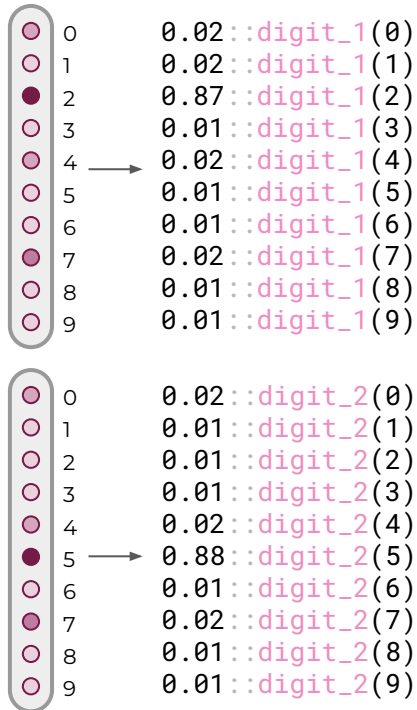 0 0.02::digit_1(0)
1 0.02::digit_1(1)
2 0.87::digit_1(2)
3 0.01::digit_1(3)
4 0.02::digit_1(4)
5 0.01::digit_1(5)
6 0.01::digit_1(6)
7 0.02::digit_1(7)
8 0.01::digit_1(8)
9 0.01::digit_1(9)
0 0.02::digit_2(0)
1 0.01::digit_2(1)
2 0.01::digit_2(2)
3 0.01::digit_2(3)
4 0.02::digit_2(4)
5 0.88::digit_2(5)
6 0.01::digit_2(6)
7 0.02::digit_2(7)
8 0.01::digit_2(8)
9 0.01::digit_2(9)